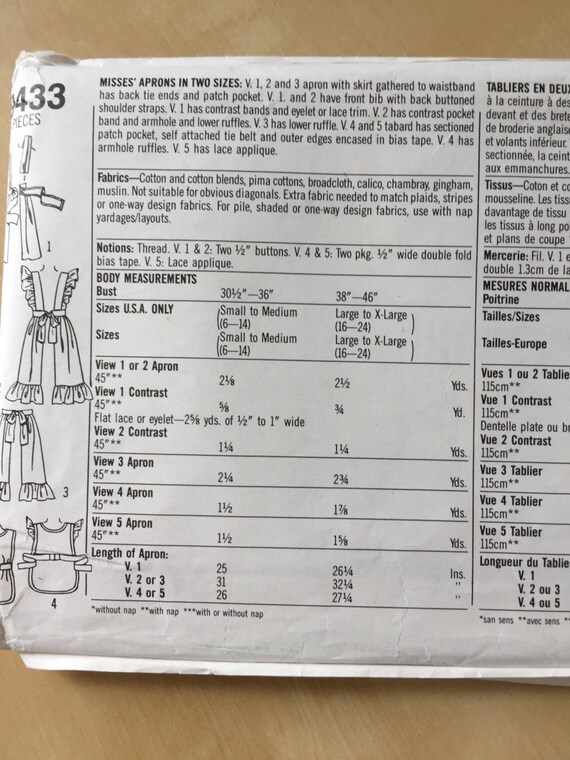 433
PIECES
MISSES' APRONS IN TWO SIZES: V. 1, 2 and 3 apron with skirt gathered to waistband
has back tie ends and patch pocket. V. 1. and 2 have front bib with back buttoned
shoulder straps. V. 1 has contrast bands and eyelet or lace trim. V. 2 has contrast pocket
band and armhole and lower ruffles. V. 3 has lower ruffle. V. 4 and 5 tabard has sectioned
patch pocket, self attached tie belt and outer edges encased in bias tape. V. 4 has
armhole ruffles. V. 5 has lace applique.
Fabrics—Cotton and cotton blends, pima cottons, broadcloth, calico, chambray, gingham,
muslin. Not suitable for obvious diagonals. Extra fabric needed to match plaids, stripes
or one-way design fabrics. For pile, shaded or one-way design fabric, use with nap
yardages/layouts.
Notions: Thread. V. 1 & 2: Two ½" buttons. V. 4 & 5: Two pkg. ½" wide double fold
bias tape. V. 5: Lace applique.
BODY MEASUREMENTS
Bust 30½"—36" 38"—46"
Sizes U.S.A. ONLY (Small to Medium Large to X-Large)
(6—14) (16—24)
Sizes (Small to Medium Large to X-Large)
(6—14) (16—24)
View 1 or 2 Apron
45"** 2⅛ 2½ Yds.
View 1 Contrast
45"** ⅝ ¾ Yd.
Flat lace or eyelet—2⅝ yds. of ½" to 1" wide
View 2 Contrast
45"** 1¼ 1¼ Yds.
View 3 Apron
45"** 2¼ 2¾ Yds.
View 4 Apron
45"** 1½ 1⅞ Yds.
View 5 Apron
45"** 1½ 1⅝ Yds.
Length of Apron:
V. 1 25 26¼ Ins.
V. 2 or 3 31 32¼ "
V. 4 or 5 26 27¼ "
*without nap **with nap ***with or without nap
1
3
4
TABLIERS EN DEUX
à la ceinture à des
devant et des bret
de broderie anglaise
et volants inférieur.
sectionnée, la ceint
aux emmanchures.
Tissus—Coton et co
mousseline. Les tiss
davantage de tissu
les tissus à long po
et plans de coupe
Mercerie: Fil. V. 1 e
double 1.3cm de la
MESURES NORMAL
Poitrine
Tailles/Sizes
Tailles-Europe
Vues 1 ou 2 Tablie
115cm**
Vue 1 Contrast
115cm**
Dentelle plate ou br
Vue 2 Contrast
115cm**
Vue 3 Tablier
115cm**
Vue 4 Tablier
115cm**
Vue 5 Tablier
115cm**
Longueur du Tablie
V. 1
V. 2 ou 3
V. 4 ou 5
*san sens **avec sens **